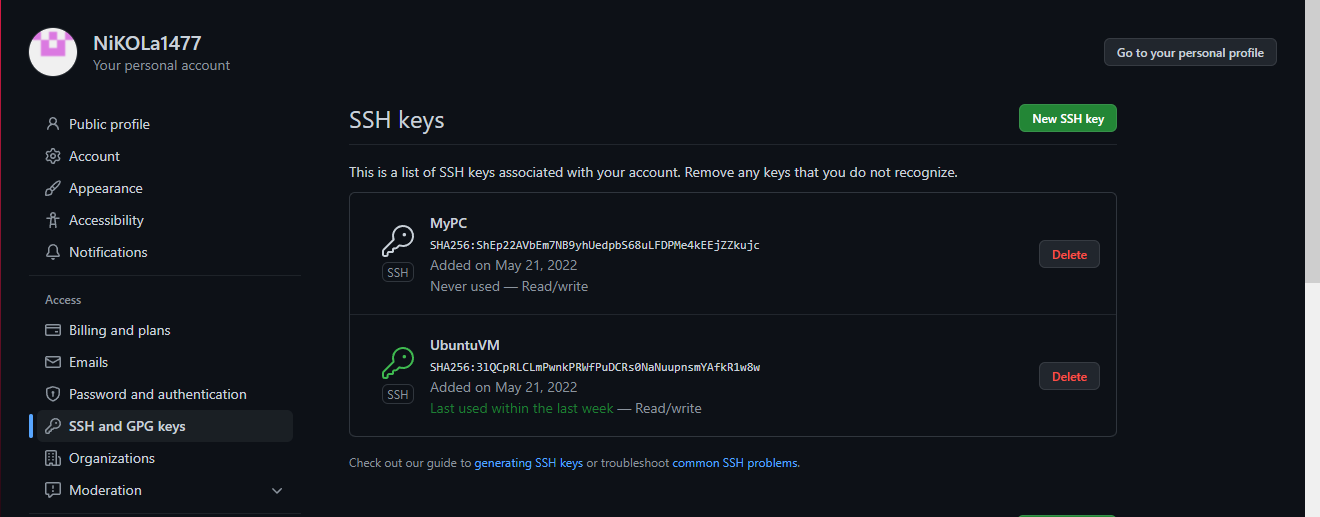 NiKOLa1477
Your personal account
Go to your personal profile
Public profile
Account
Appearance
Accessibility
Notifications
Access
Billing and plans
Emails
Password and authentication
SSH and GPG keys
Organizations
Moderation
SSH keys
New SSH key
This is a list of SSH keys associated with your account. Remove any keys that you do not recognize.
MyPC
SHA256:ShEp22AVbEm7NB9yhUedpbS68uLFDPMe4kEEjZZkujc
Added on May 21, 2022
Never used — Read/write
SSH
Delete
UbuntuVM
SHA256:3lQCpRLCLmPwnkPRWfPuDCRs0NaNuupnsmYAfkR1w8w
Added on May 21, 2022
Last used within the last week — Read/write
SSH
Delete
Check out our guide to generating SSH keys or troubleshoot common SSH problems.